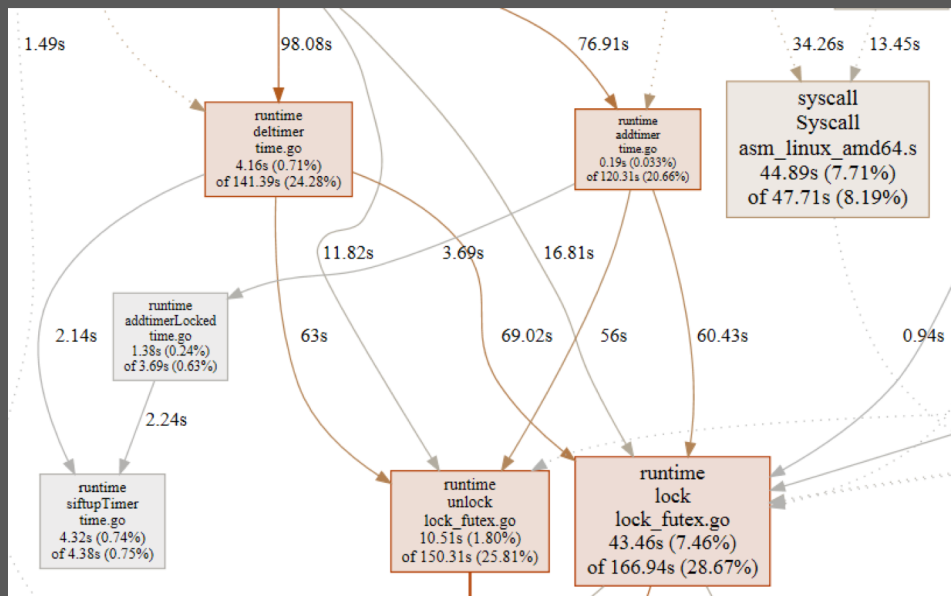 1.49s
98.08s
76.91s
34.26s
13.45s
runtime
deltimer
time.go
4.16s (0.71%)
of 141.39s (24.28%)
runtime
addtimer
time.go
0.19s (0.033%)
of 120.31s (20.66%)
syscall
Syscall
asm_linux_amd64.s
44.89s (7.71%)
of 47.71s (8.19%)
11.82s
3.69s
16.81s
runtime
addtimerLocked
time.go
1.38s (0.24%)
of 3.69s (0.63%)
2.14s
63s
69.02s
56s
60.43s
0.94s
2.24s
runtime
siftupTimer
time.go
4.32s (0.74%)
of 4.38s (0.75%)
runtime
unlock
lock_futex.go
10.51s (1.80%)
of 150.31s (25.81%)
runtime
lock
lock_futex.go
43.46s (7.46%)
of 166.94s (28.67%)